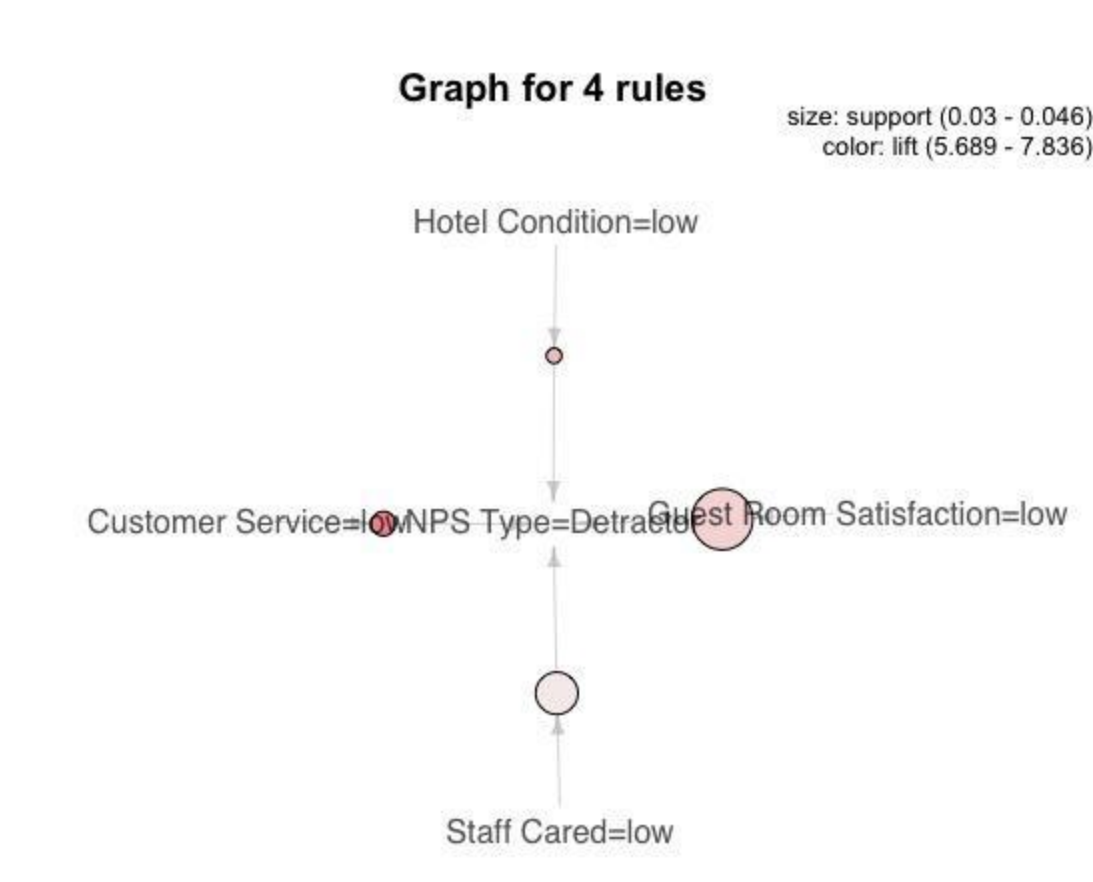 Graph for 4 rules
size: support (0.03 - 0.046)
color: lift (5.689 - 7.836)
Hotel Condition=low
Customer Service=low
NPS Type=Detractor
Guest Room Satisfaction=low
Staff Cared=low